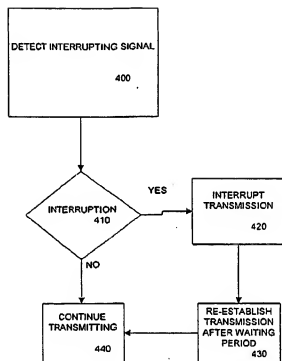 DETECT INTERRUPTING SIGNAL
400
INTERRUPTION
410
YES
INTERRUPT
TRANSMISSION
420
NO
CONTINUE
TRANSMITTING
440
RE-ESTABLISH
TRANSMISSION
AFTER WAITING
PERIOD 430